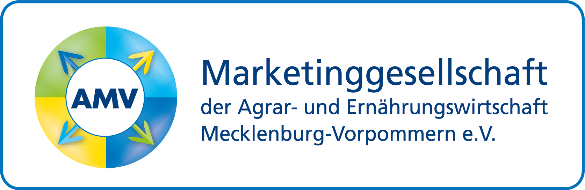 AMV
Marketinggesellschaft
der Agrar- und Ernährungswirtschaft
Mecklenburg-Vorpommern e.V.